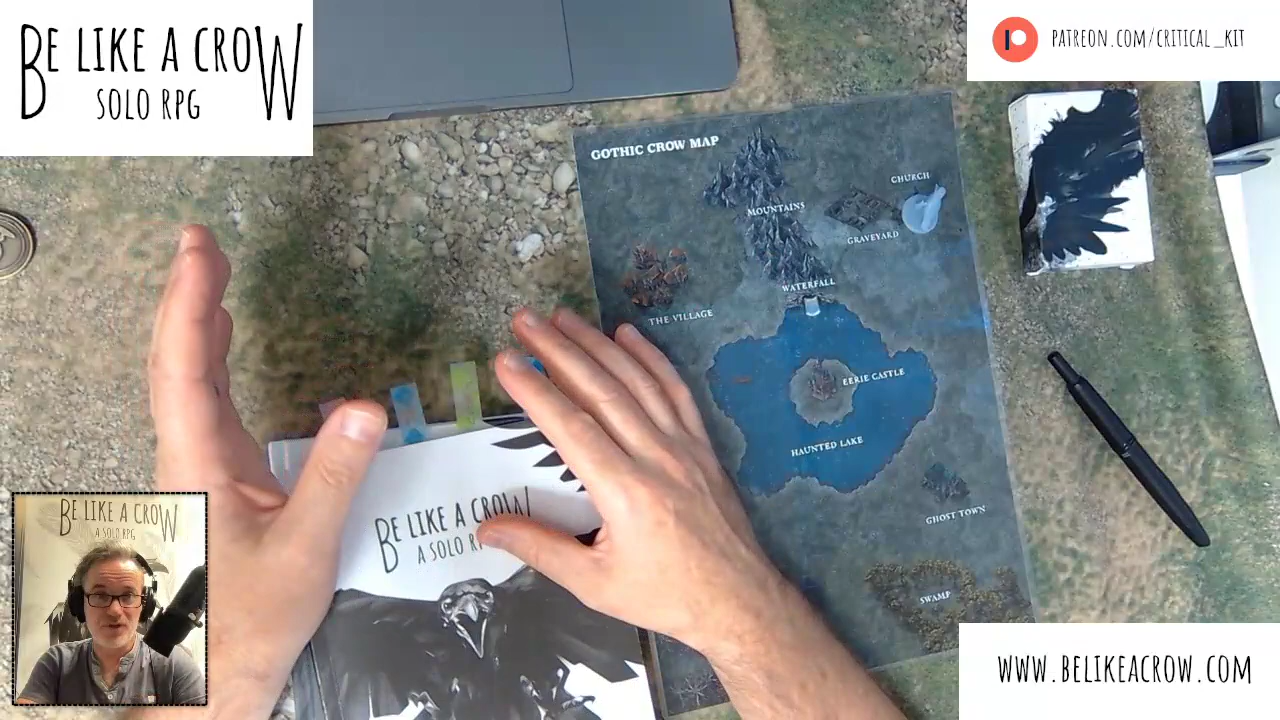 BE LIKE A CROW
SOLO RPG
PATREON.COM/CRITICAL_KIT
GOTHIC CROW MAP
CHURCH
MOUNTAINS
GRAVEYARD
WATERFALL
THE VILLAGE
EERIE CASTLE
HAUNTED LAKE
GHOST TOWN
SWAMP
BE LIKE A CROW
A SOLO RP
BE LIKE A CROW
A SOLO RPG
WWW.BELIKEACROW.COM